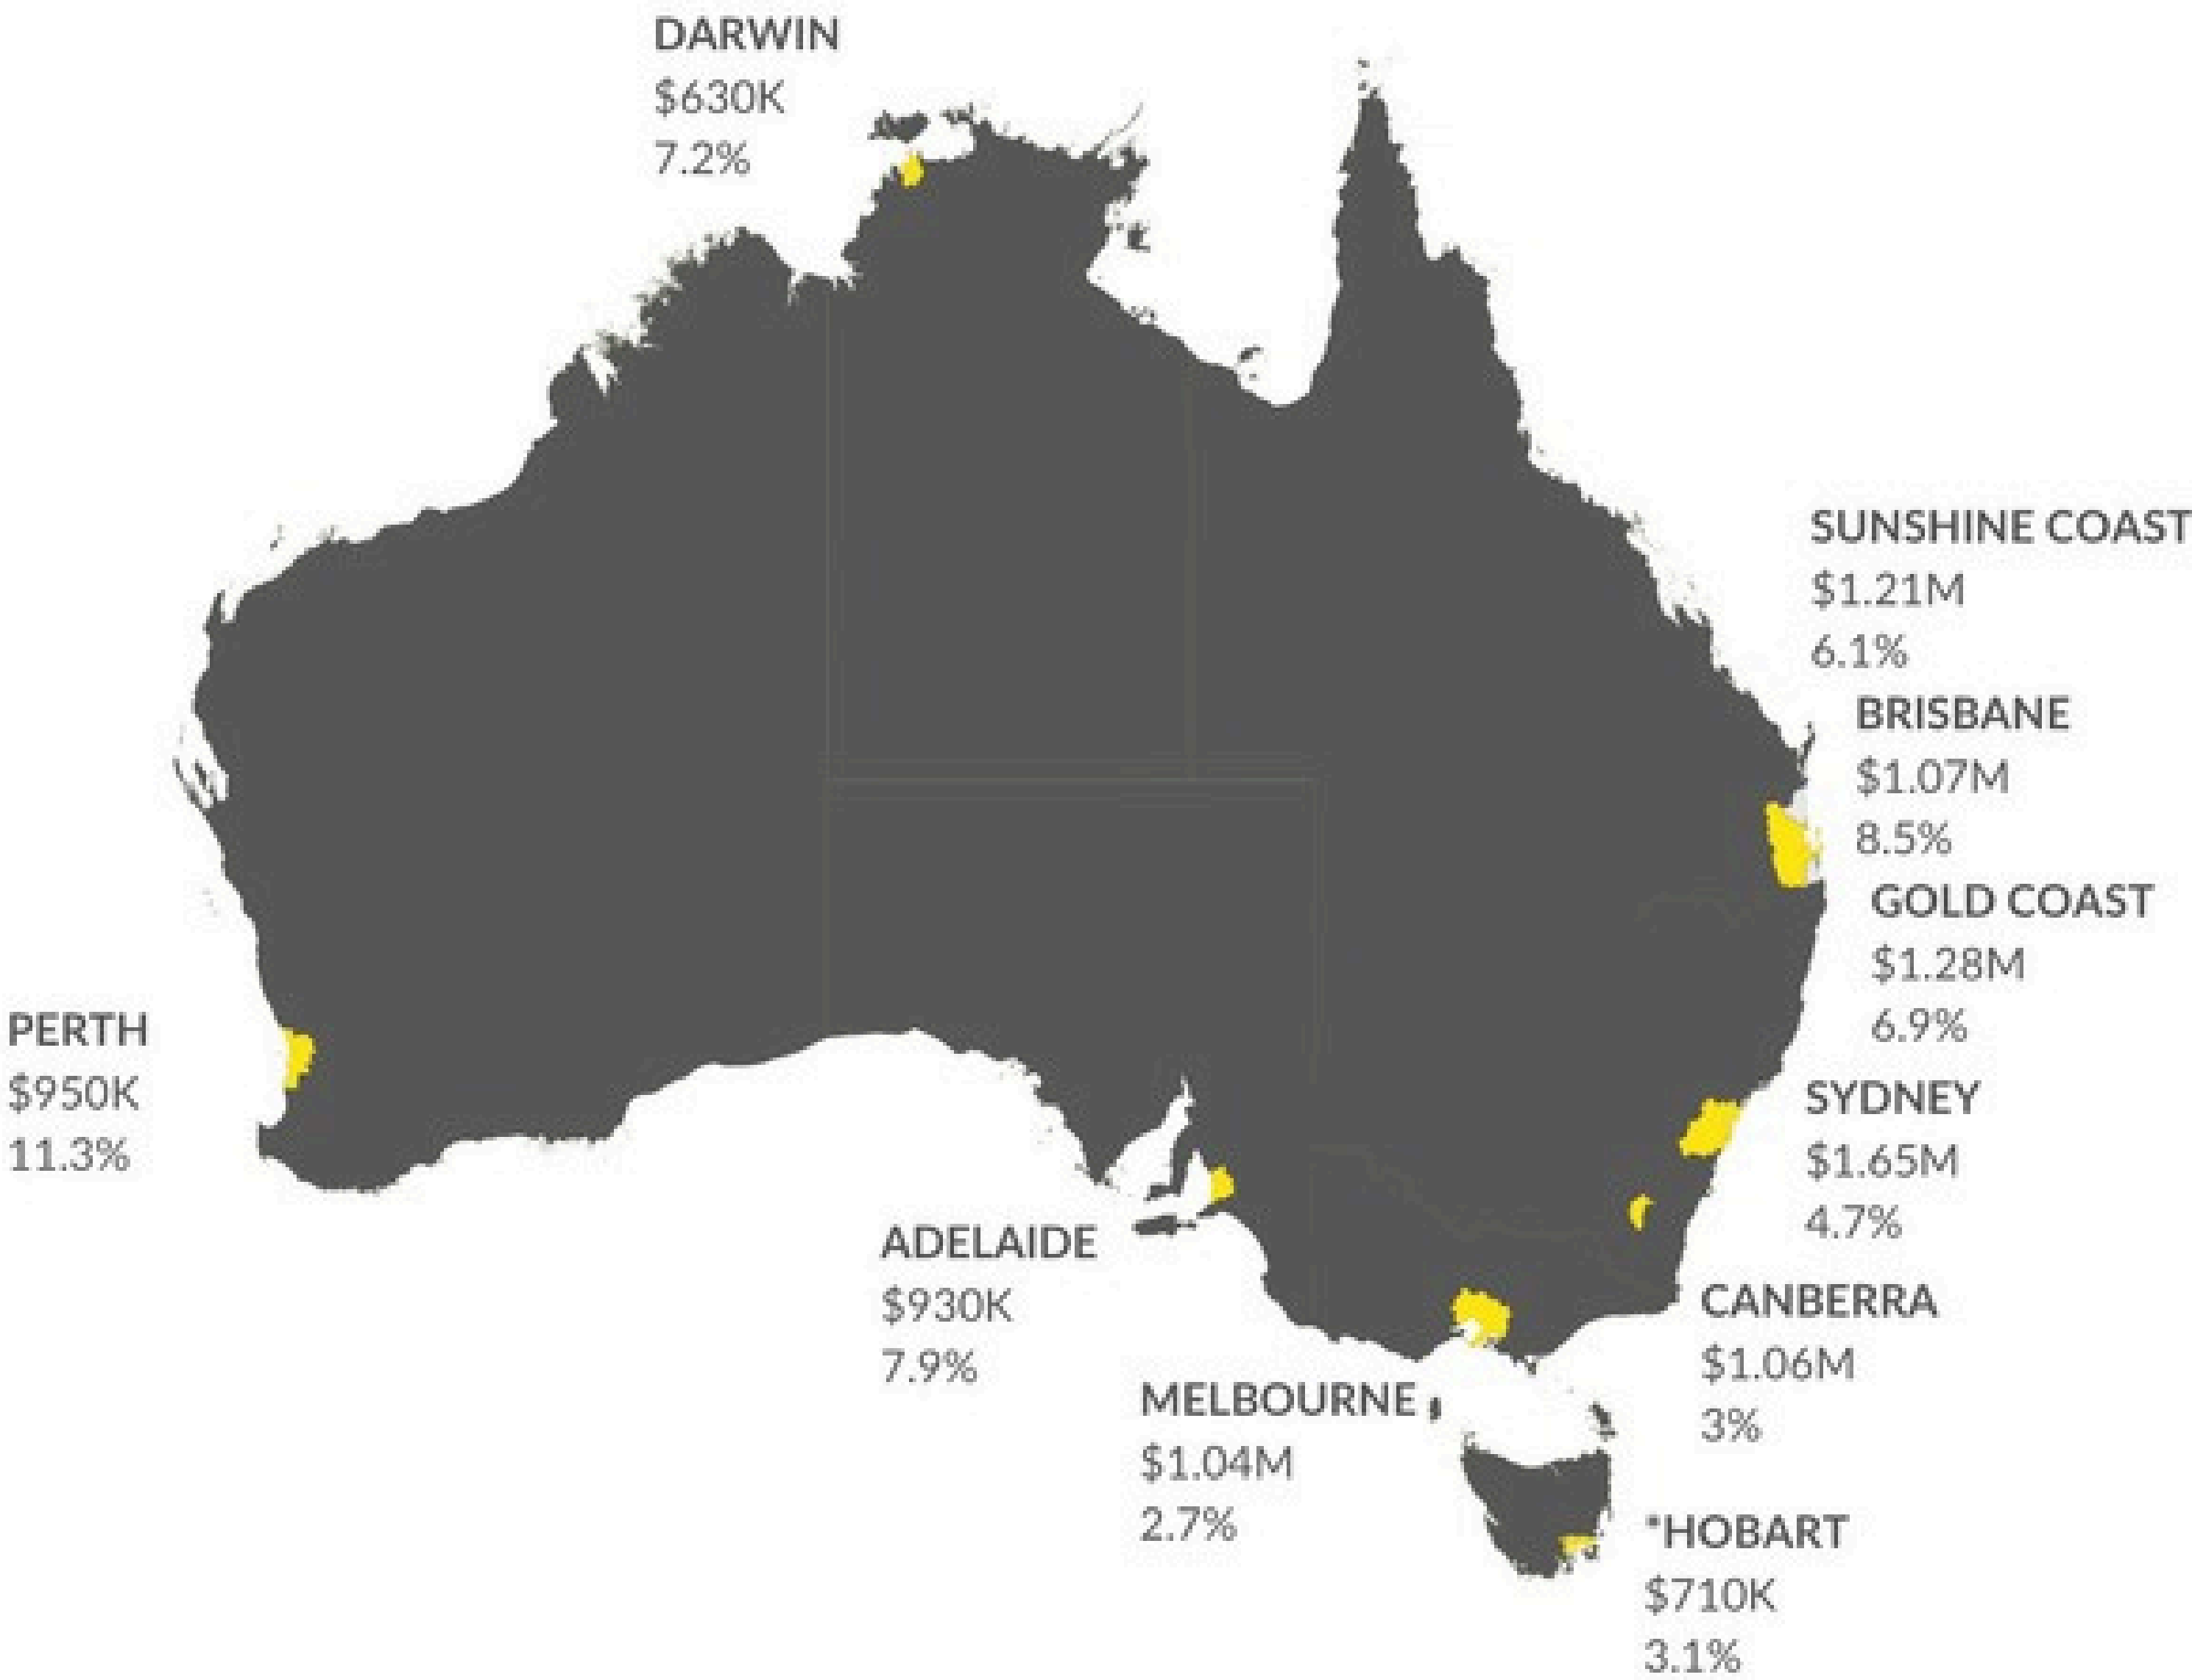 DARWIN
$630K
7.2%
SUNSHINE COAST
$1.21M
6.1%
BRISBANE
$1.07M
8.5%
GOLD COAST
$1.28M
6.9%
PERTH
$950K
11.3%
SYDNEY
$1.65M
4.7%
ADELAIDE
$930K
7.9%
CANBERRA
$1.06M
3%
MELBOURNE
$1.04M
2.7%
*HOBART
$710K
3.1%